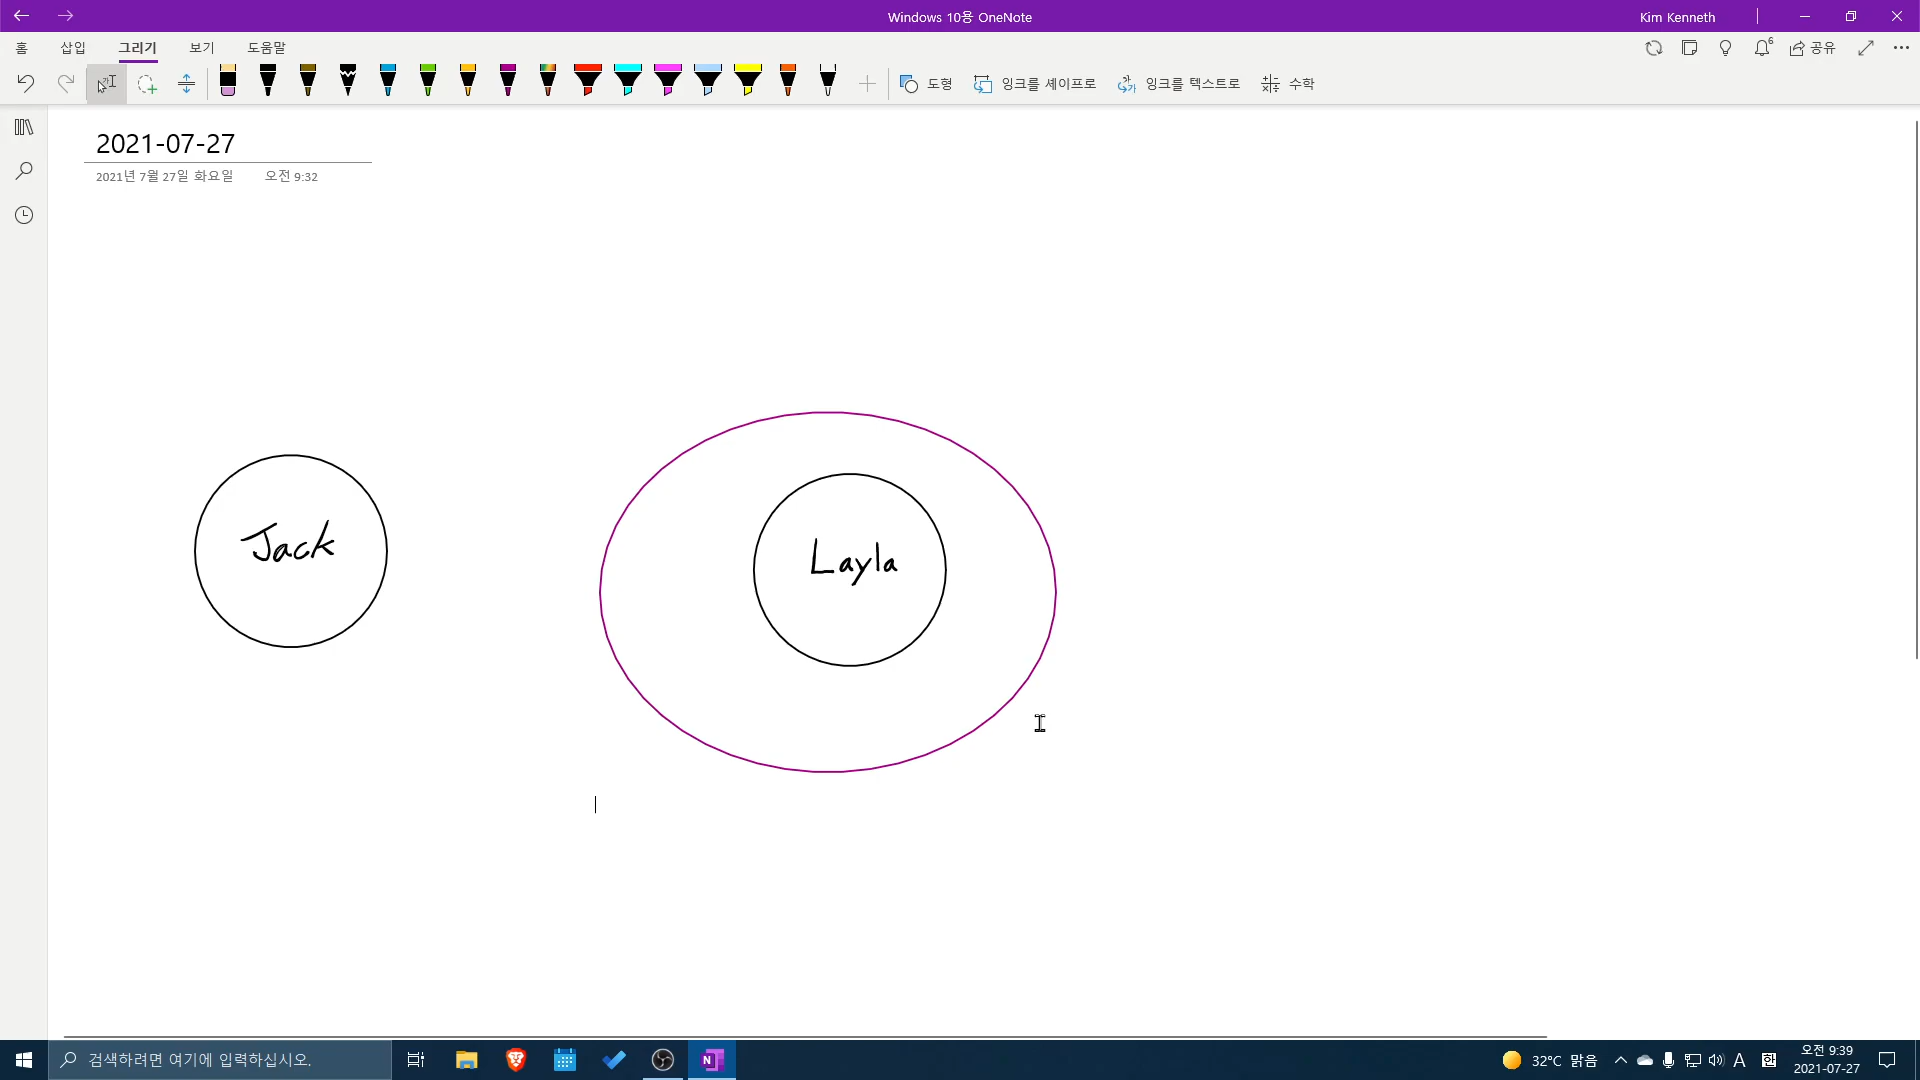 Windows 10용 OneNote
Kim Kenneth
홈 삽입 그리기 보기 도움말
6 공유
도형 잉크를 셰이프로 잉크를 텍스트로 수학
2021-07-27
2021년 7월 27일 화요일 오전 9:32
Jack
Layla
검색하려면 여기에 입력하십시오.
32°C 맑음
A 한
오전 9:39
2021-07-27